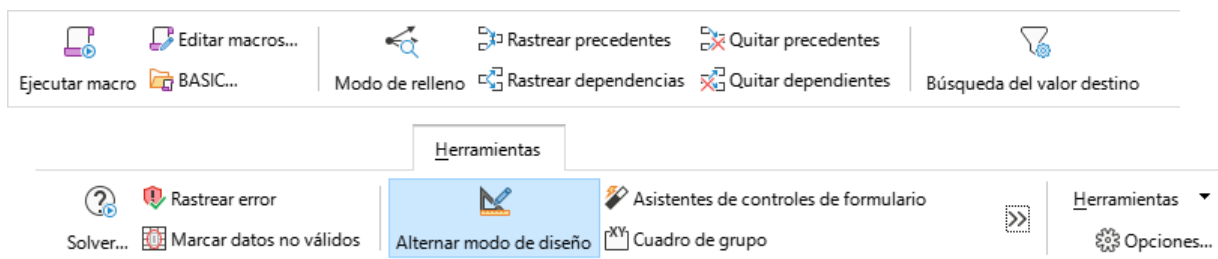 Editar macros... Rastrear precedentes Quitar precedentes
Ejecutar macro BASIC... Modo de relleno Rastrear dependencias Quitar dependientes Búsqueda del valor destino
Herramientas
Rastrear error Asistentes de controles de formulario Herramientas
Solver... Marcar datos no válidos Alternar modo de diseño XY Cuadro de grupo Opciones...